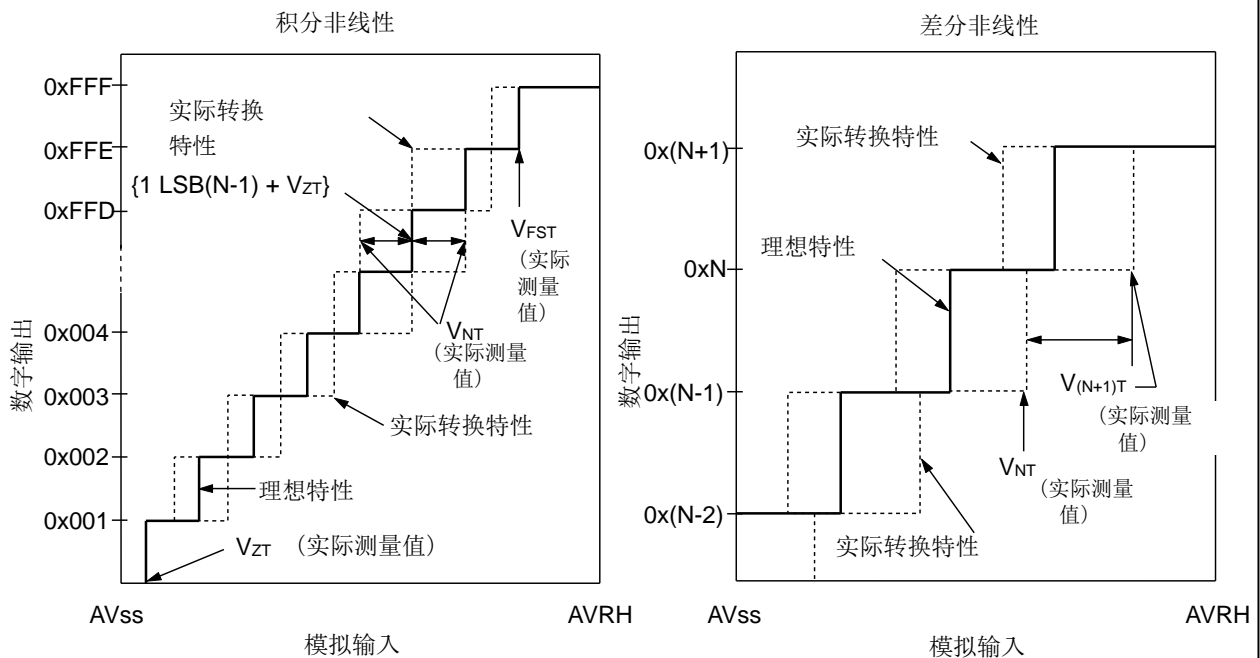 积分非线性
0xFFF
0xFFE
0xFFD
0x004
0x003
0x002
0x001
数字输出
实际转换
特性
{1 LSB(N-1) + VZT}
VFST
(实际
测量
值)
VNT
(实际测量
值)
实际转换特性
理想特性
VZT (实际测量值)
AVss
AVRH
模拟输入
差分非线性
0x(N+1)
0xN
0x(N-1)
0x(N-2)
数字输出
实际转换特性
理想特性
V(N+1)T
(实际测量
值)
VNT
(实际测量
值)
实际转换特性
AVss
AVRH
模拟输入